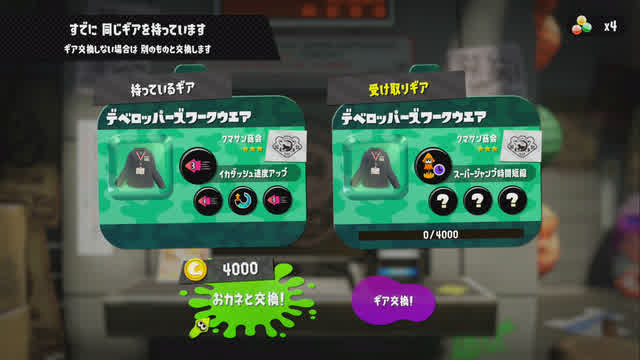 すでに 同じギアを持っています
ギア交換しない場合は 別のものと交換します
x4
持っているギア
受け取りギア
デベロッパーズワークウエア
クマサン商会
イカダッシュ速度アップ
デベロッパーズワークウエア
クマサン商会
スーパージャンプ時間短縮
? ? ?
0/4000
4000
おカネと交換!
ギア交換!